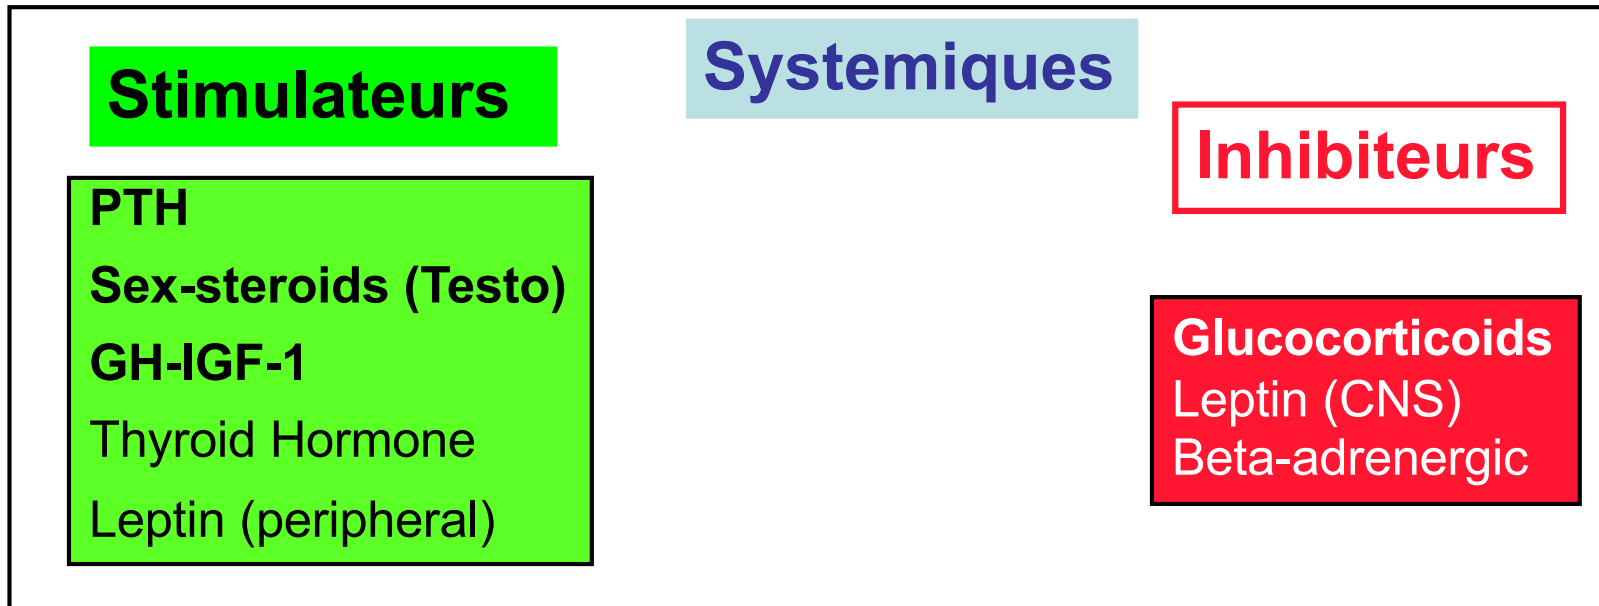 Systemiques
Stimulateurs
PTH
Sex-steroids (Testo)
GH-IGF-1
Thyroid Hormone
Leptin (peripheral)
Inhibiteurs
Glucocorticoids
Leptin (CNS)
Beta-adrenergic